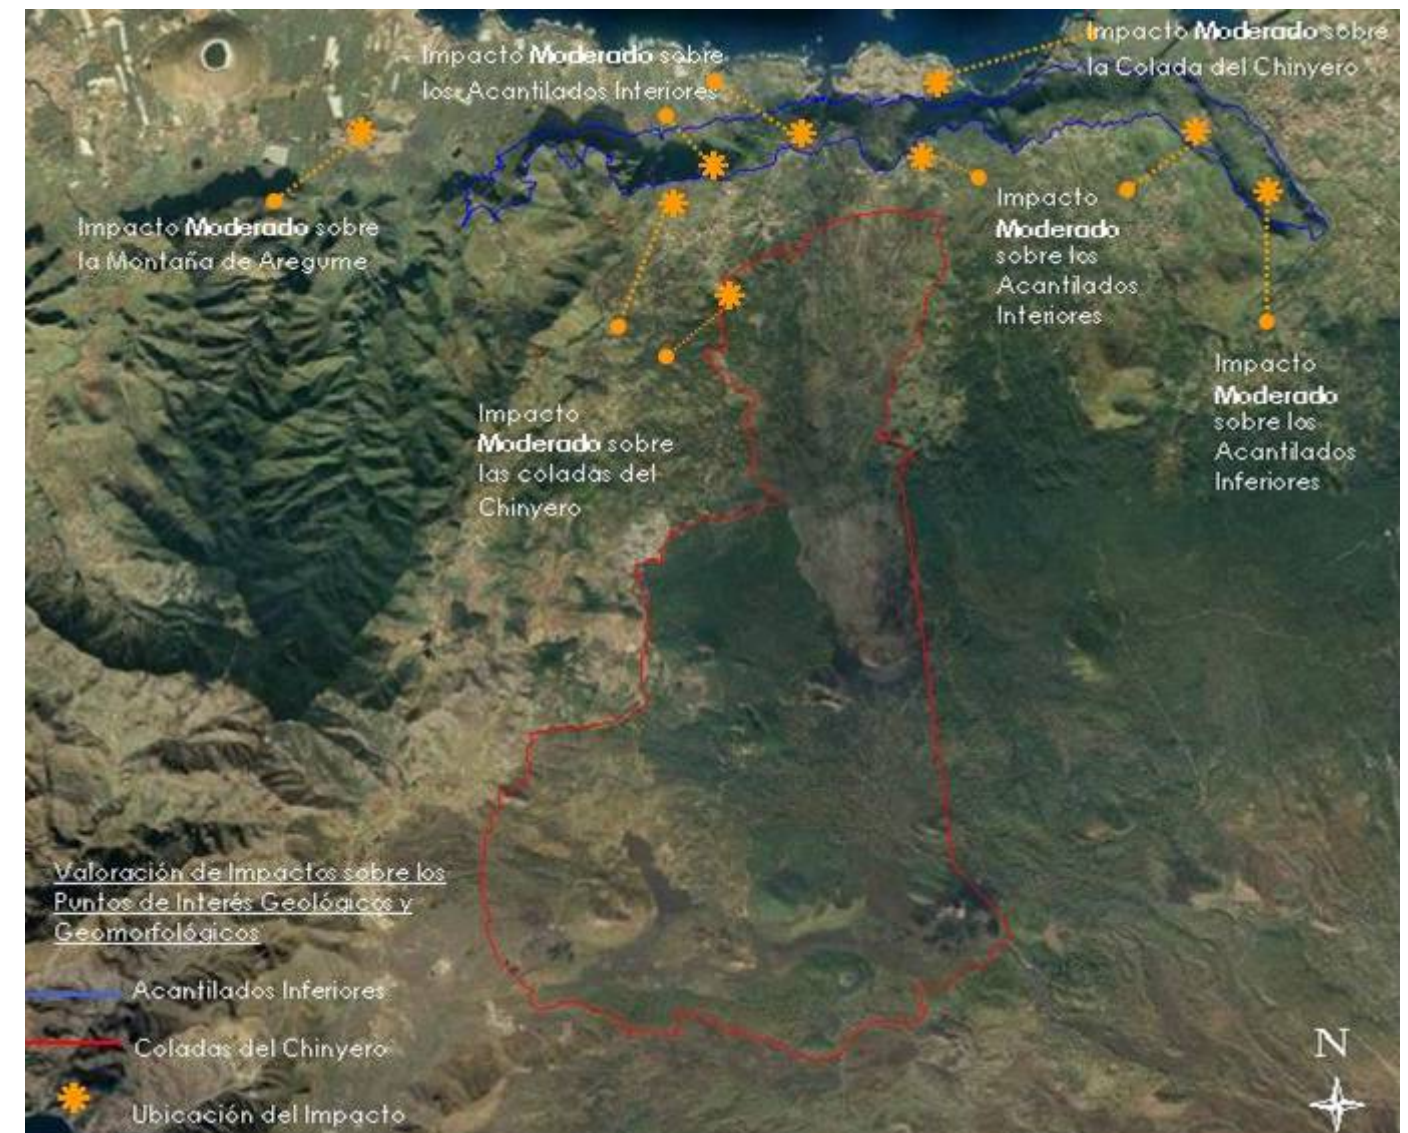 Impacto Moderado sobre
los Acantilados Interiores
Impacto Moderado sobre
la Colada del Chinyero
Impacto Moderado sobre
la Montaña de Aregume
Impacto
Moderado
sobre los
Acantilados
Interiores
Impacto
Moderado
sobre los
Acantilados
Inferiores
Impacto
Moderado sobre
las coladas del
Chinyero
Valoración de Impactos sobre los
Puntos de Interés Geológicos y
Geomorfológicos
Acantilados Inferiores
Coladas del Chinyero
Ubicación del Impacto
N